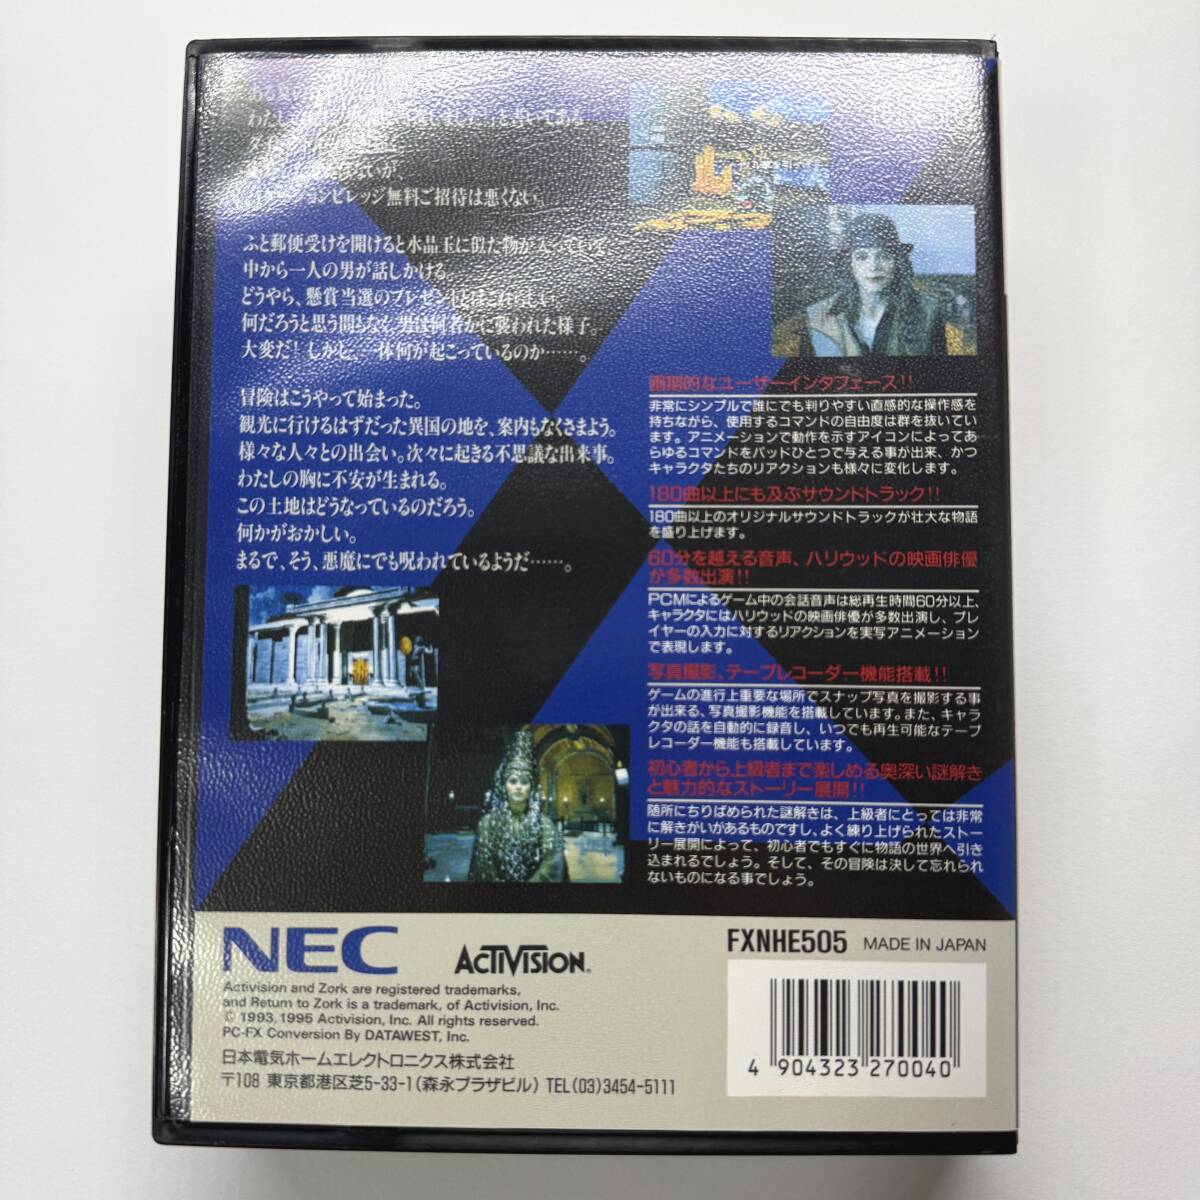 無料ご招待は悪くない。
ふと郵便受けを開けると水晶玉に似た物が入っていて
中から一人の男が話しかける。
どうやら、懸賞当選のプレゼントとはこれらしい。
何だろうと思う間もなく、男は何者かに襲われた様子。
大変だ！しかし、一体何が起こっているのか……。
冒険はこうやって始まった。
観光に行けるはずだった異国の地を、案内もなくさまよう。
様々な人々との出会い。次々に起きる不思議な出来事。
わたしの胸に不安が生まれる。
この土地はどうなっているのだろう。
何かがおかしい。
まるで、そう、悪魔にでも呪われているようだ……。
画期的なユーザーインタフェース!!
非常にシンプルで誰にでも判りやすい直感的な操作感を
持ちながら、使用するコマンドの自由度は群を抜いてい
ます。アニメーションで動作を示すアイコンによってあ
らゆるコマンドをパッドひとつで与える事が出来、かつ
キャラクタたちのリアクションも様々に変化します。
180曲以上にも及ぶサウンドトラック!!
180曲以上のオリジナルサウンドトラックが壮大な物語
を盛り上げます。
60分を越える音声、ハリウッドの映画俳優
が多数出演!!
PCMによるゲーム中の会話音声は総再生時間60分以上、
キャラクタにはハリウッドの映画俳優が多数出演し、プレ
イヤーの入力に対するリアクションを実写アニメーション
で表現します。
写真撮影、テープレコーダー機能搭載!!
ゲームの進行上重要な場所でスナップ写真を撮影する事
が出来る、写真撮影機能を搭載しています。また、キャラ
クタの話を自動的に録音し、いつでも再生可能なテープ
レコーダー機能も搭載しています。
初心者から上級者まで楽しめる奥深い謎解き
と魅力的なストーリー展開!!
随所にちりばめられた謎解きは、上級者にとっては非常
に解きがいがあるものですし、よく練り上げられたストー
リー展開によって、初心者でもすぐに物語の世界へ引き
込まれるでしょう。そして、その冒険は決して忘れられ
ないものになる事でしょう。
NEC
ACTIVISION.
Activision and Zork are registered trademarks,
and Return to Zork is a trademark, of Activision, Inc.
© 1993, 1995 Activision, Inc. All rights reserved.
PC-FX Conversion By DATAWEST, Inc.
日本電気ホームエレクトロニクス株式会社
〒108 東京都港区芝5-33-1(森永プラザビル) TEL(03)3454-5111
FXNHE505 MADE IN JAPAN
4 904323 270040